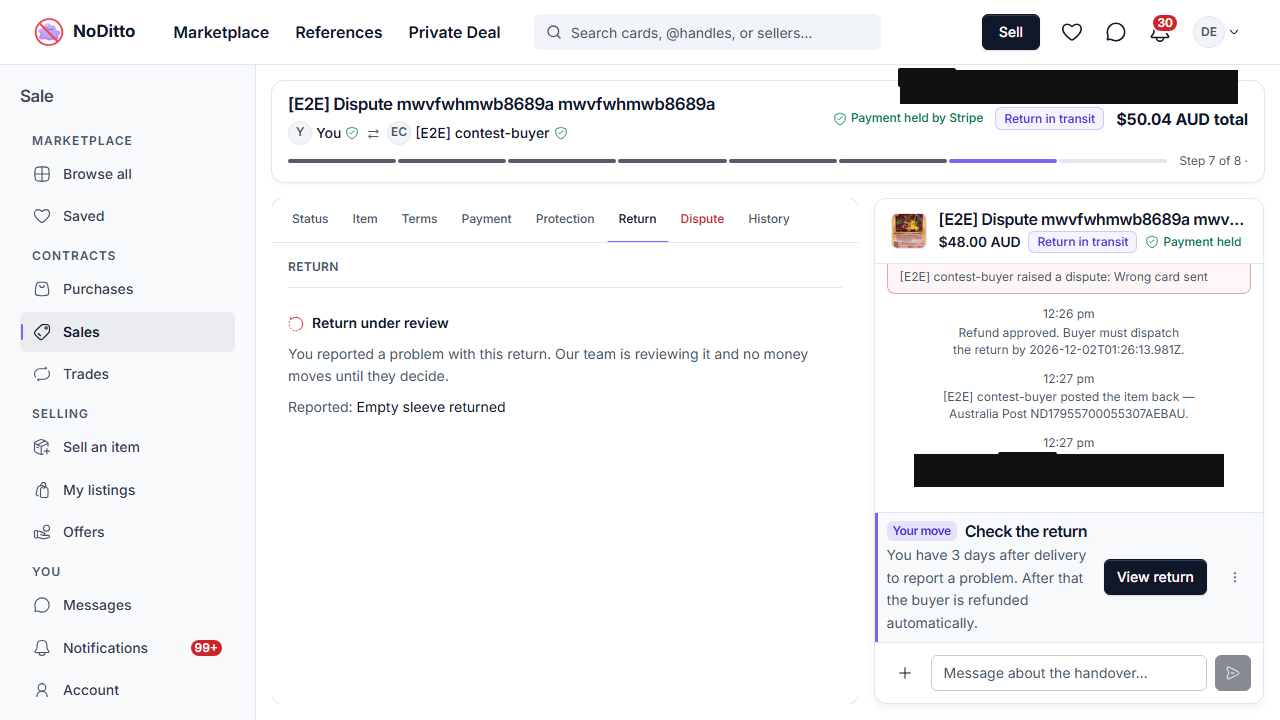 NoDitto
Marketplace
References
Private Deal
Search cards, @handles, or sellers...
Sell
30
DE
Sale
MARKETPLACE
Browse all
Saved
CONTRACTS
Purchases
Sales
Trades
SELLING
Sell an item
My listings
Offers
YOU
Messages
Notifications
99+
Account
[E2E] Dispute mwvfwhmwb8689a mwvfwhmwb8689a
Y You EC [E2E] contest-buyer
Payment held by Stripe
Return in transit
$50.04 AUD total
Step 7 of 8 ·
Status
Item
Terms
Payment
Protection
Return
Dispute
History
RETURN
Return under review
You reported a problem with this return. Our team is reviewing it and no money
moves until they decide.
Reported: Empty sleeve returned
[E2E] Dispute mwvfwhmwb8689a mwv...
$48.00 AUD
Return in transit
Payment held
[E2E] contest-buyer raised a dispute: Wrong card sent
12:26 pm
Refund approved. Buyer must dispatch
the return by 2026-12-02T01:26:13.981Z.
12:27 pm
[E2E] contest-buyer posted the item back —
Australia Post ND17955700055307AEBAU.
12:27 pm
Your move
Check the return
You have 3 days after delivery
to report a problem. After that
the buyer is refunded
automatically.
View return
Message about the handover...